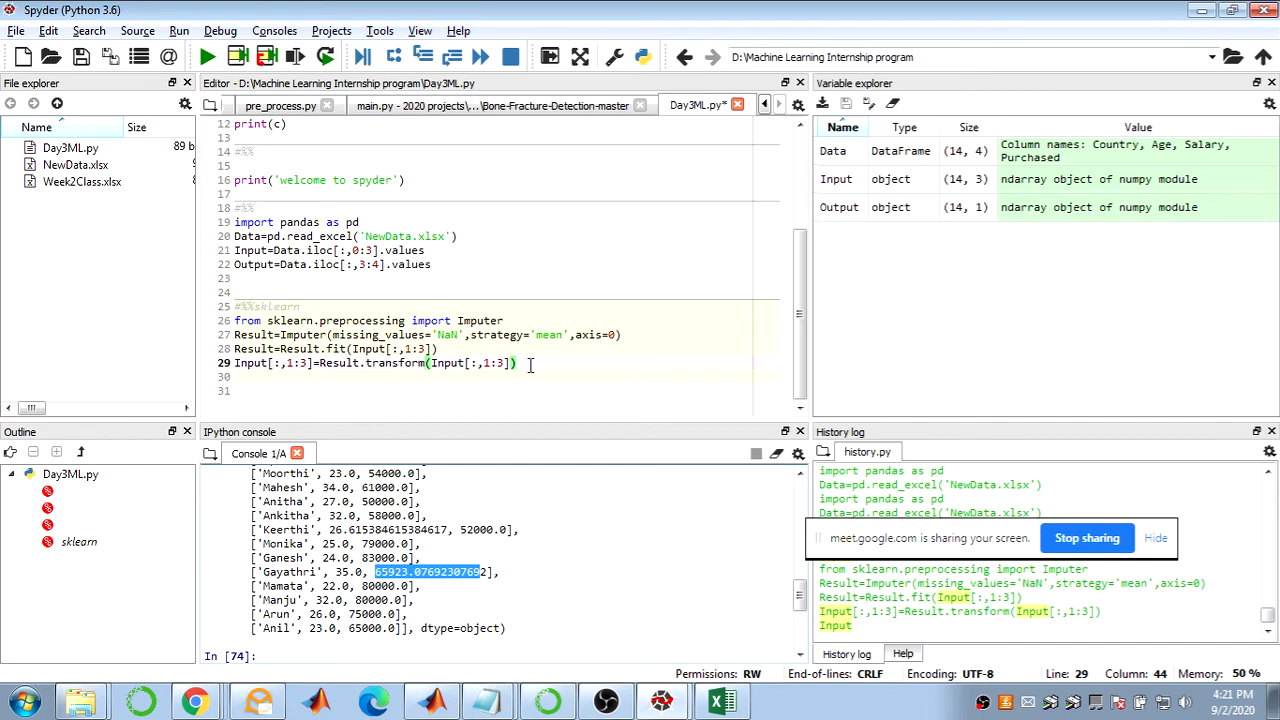 Spyder (Python 3.6)
File Edit Search Source Run Debug Consoles Projects Tools View Help
D:\Machine Learning Internship program
File explorer
Name Size
Day3ML.py 89 b
NewData.xlsx
Week2Class.xlsx
Editor - D:\Machine Learning Internship program\Day3ML.py
pre_process.py main.py - 2020 projects\...\Bone-Fracture-Detection-master Day3ML.py*
12 print(c)
13
14 #%%
15
16 print('welcome to spyder')
17
18 #%%
19 import pandas as pd
20 Data=pd.read_excel('NewData.xlsx')
21 Input=Data.iloc[:,0:3].values
22 Output=Data.iloc[:,3:4].values
23
24
25 #%%sklearn
26 from sklearn.preprocessing import Imputer
27 Result=Imputer(missing_values='NaN',strategy='mean',axis=0)
28 Result=Result.fit(Input[:,1:3])
29 Input[:,1:3]=Result.transform(Input[:,1:3])
30
31
Variable explorer
Name Type Size Value
Data DataFrame (14, 4) Column names: Country, Age, Salary,
Purchased
Input object (14, 3) ndarray object of numpy module
Output object (14, 1) ndarray object of numpy module
Outline
Day3ML.py
sklearn
IPython console
Console 1/A
['Moorthi', 23.0, 54000.0],
['Mahesh', 34.0, 61000.0],
['Anitha', 27.0, 50000.0],
['Ankitha', 32.0, 58000.0],
['Keerthi', 26.615384615384617, 52000.0],
['Monika', 25.0, 79000.0],
['Ganesh', 24.0, 83000.0],
['Gayathri', 35.0, 65923.07692307692],
['Mamata', 22.0, 80000.0],
['Manju', 32.0, 80000.0],
['Arun', 26.0, 75000.0],
['Anil', 23.0, 65000.0]], dtype=object)
In [74]:
History log
history.py
import pandas as pd
Data=pd.read_excel('NewData.xlsx')
import pandas as pd
Data=pd.read_excel('NewData.xlsx')
meet.google.com is sharing your screen. Stop sharing Hide
from sklearn.preprocessing import Imputer
Result=Imputer(missing_values='NaN',strategy='mean',axis=0)
Result=Result.fit(Input[:,1:3])
Input[:,1:3]=Result.transform(Input[:,1:3])
Input
History log Help
Permissions: RW End-of-lines: CRLF Encoding: UTF-8 Line: 29 Column: 44 Memory: 50 %
4:21 PM
9/2/2020